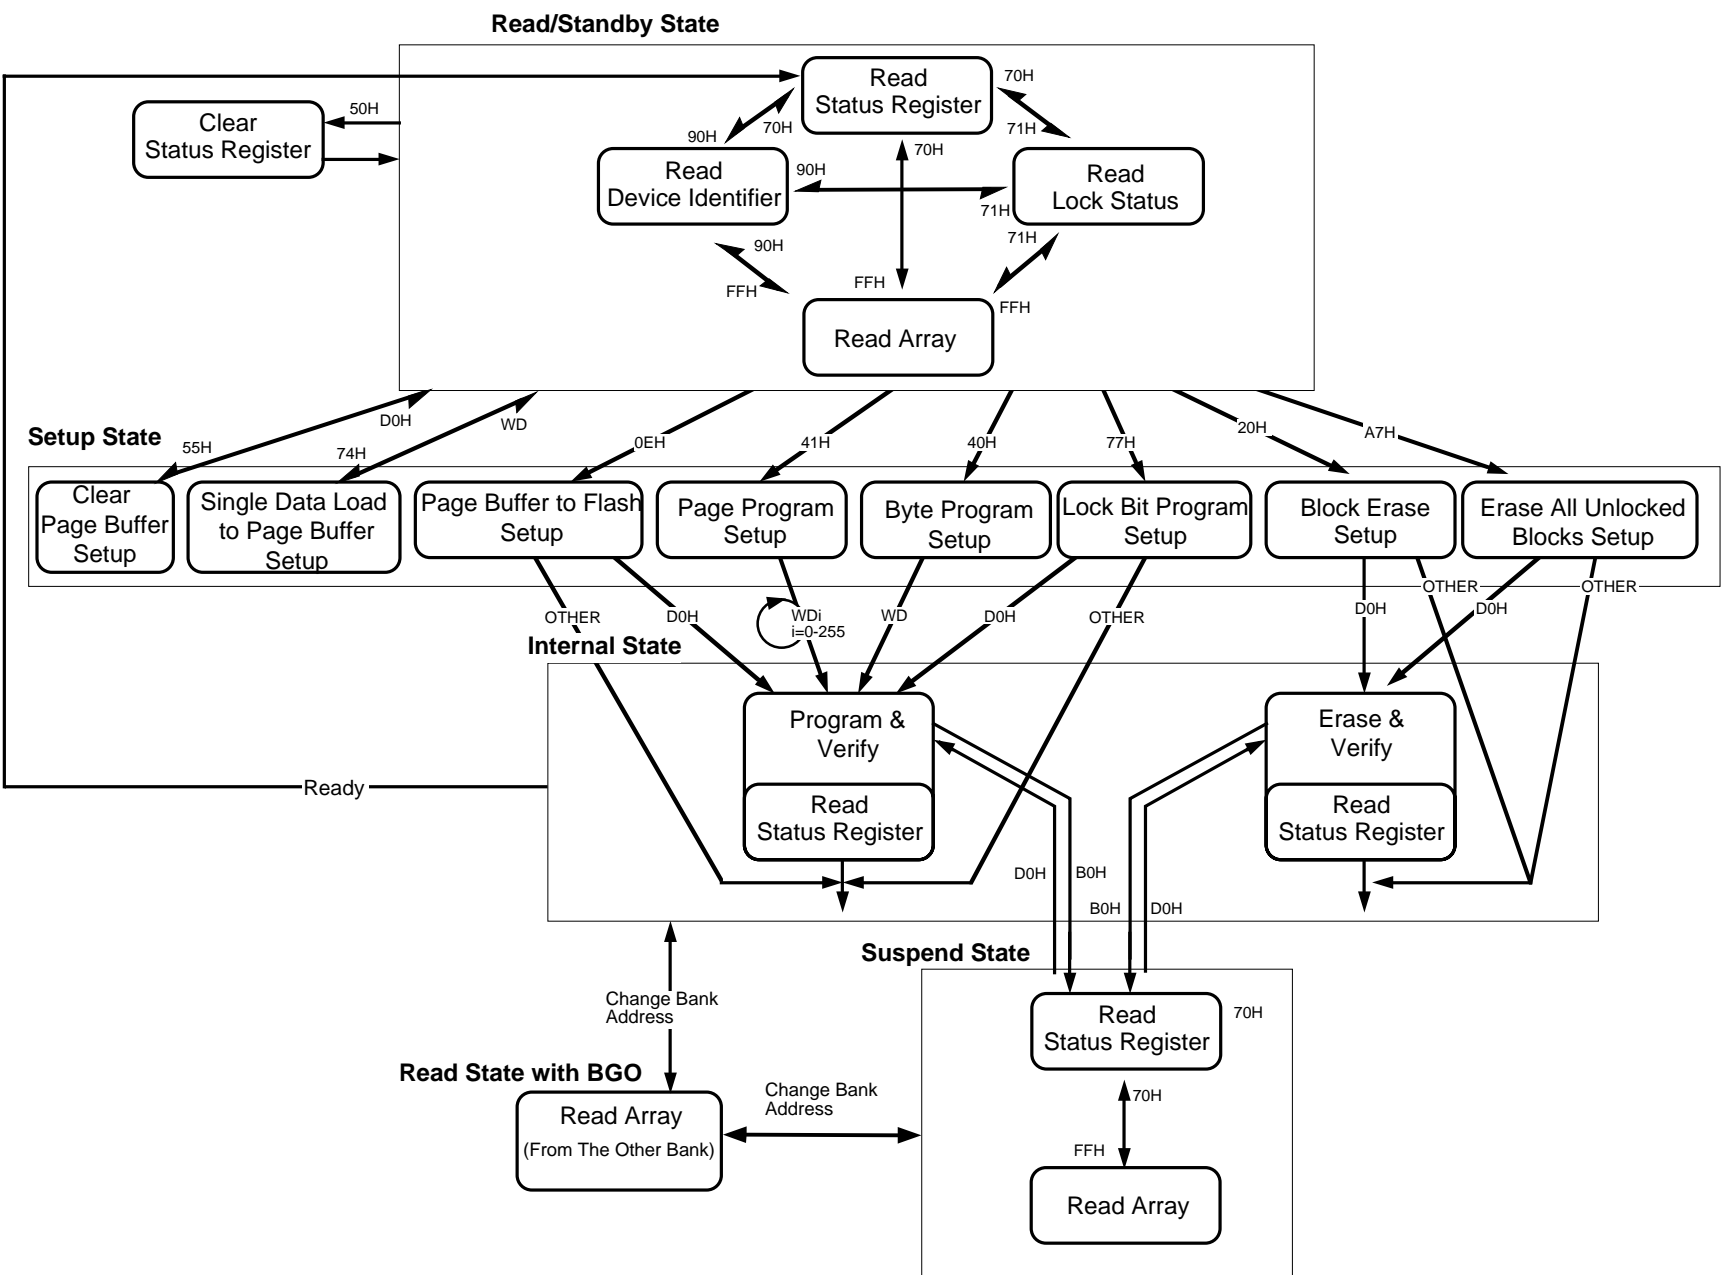 Read/Standby State
Read
Status Register
70H
50H
Clear
Status Register
90H
70H
71H
70H
Read
Device Identifier
90H
71H
Read
Lock Status
90H
71H
FFH
FFH
FFH
Read Array
Setup State
55H
D0H
74H
WD
0EH
41H
40H
77H
20H
A7H
Clear
Page Buffer
Setup
Single Data Load
to Page Buffer
Setup
Page Buffer to Flash
Setup
Page Program
Setup
Byte Program
Setup
Lock Bit Program
Setup
Block Erase
Setup
Erase All Unlocked
Blocks Setup
OTHER
D0H
WDi
i=0-255
WD
D0H
OTHER
D0H
OTHER
D0H
OTHER
Internal State
Program &
Verify
Read
Status Register
Erase &
Verify
Read
Status Register
Ready
D0H
B0H
B0H
D0H
Suspend State
Change Bank
Address
Read
Status Register
70H
Read State with BGO
Read Array
(From The Other Bank)
Change Bank
Address
70H
FFH
Read Array